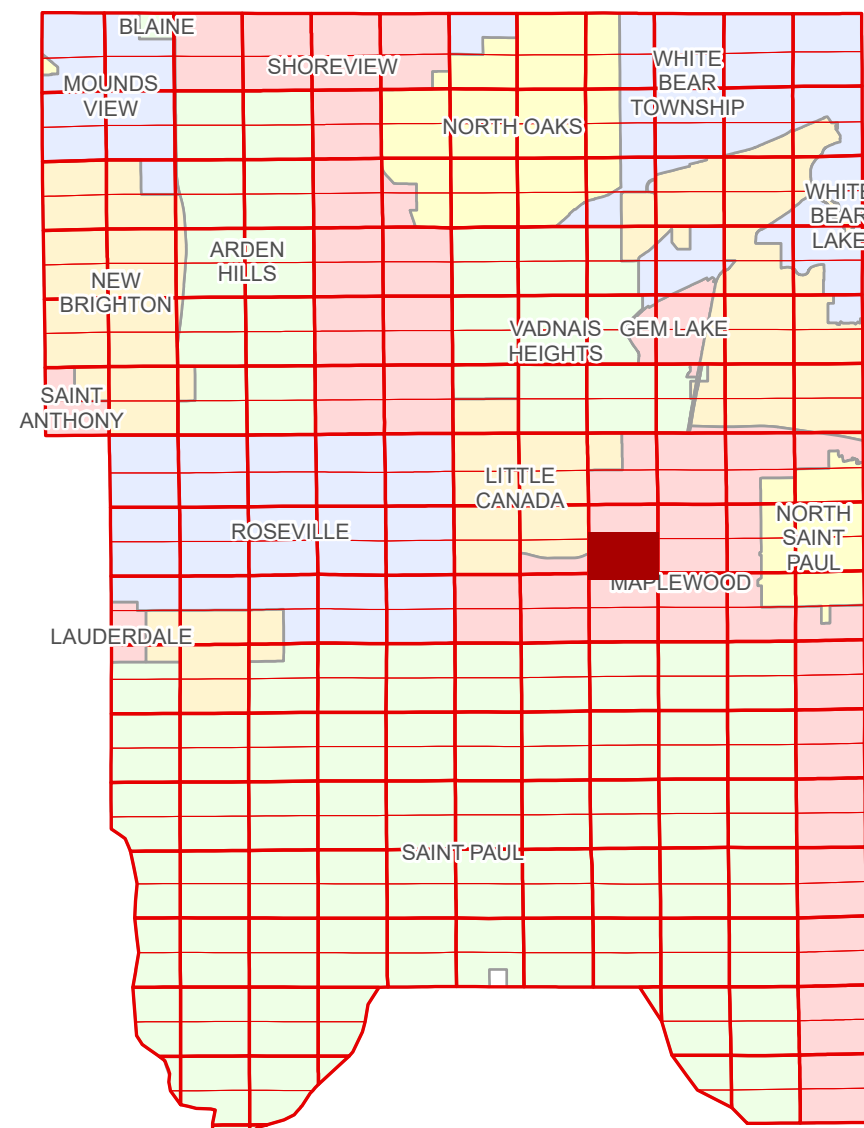 BLAINE
SHOREVIEW
WHITE
BEAR
TOWNSHIP
MOUNDS
VIEW
NORTH OAKS
WHITE
BEAR
LAKE
ARDEN
HILLS
NEW
BRIGHTON
VADNAIS
HEIGHTS
GEM LAKE
SAINT
ANTHONY
LITTLE
CANADA
NORTH
SAINT
PAUL
ROSEVILLE
MAPLEWOOD
LAUDERDALE
SAINT PAUL